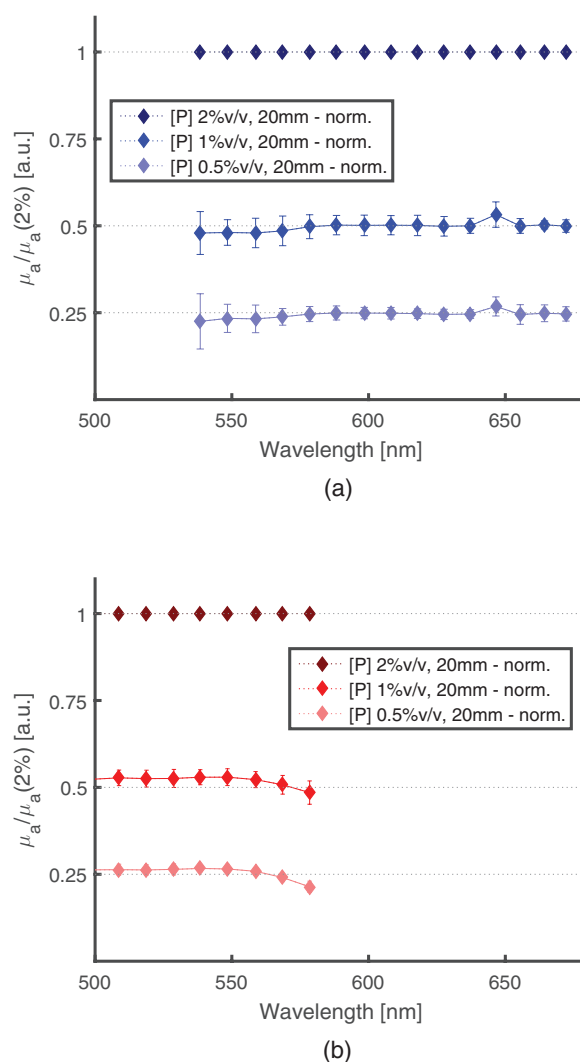 1
[P] 2%v/v, 20mm - norm.
[P] 1%v/v, 20mm - norm.
[P] 0.5%v/v, 20mm - norm.
0.75
0.5
0.25
μa/μa(2%) [a.u.]
500 550 600 650
Wavelength [nm]
(a)
1
[P] 2%v/v, 20mm - norm.
[P] 1%v/v, 20mm - norm.
[P] 0.5%v/v, 20mm - norm.
0.75
0.5
0.25
μa/μa(2%) [a.u.]
500 550 600 650
Wavelength [nm]
(b)